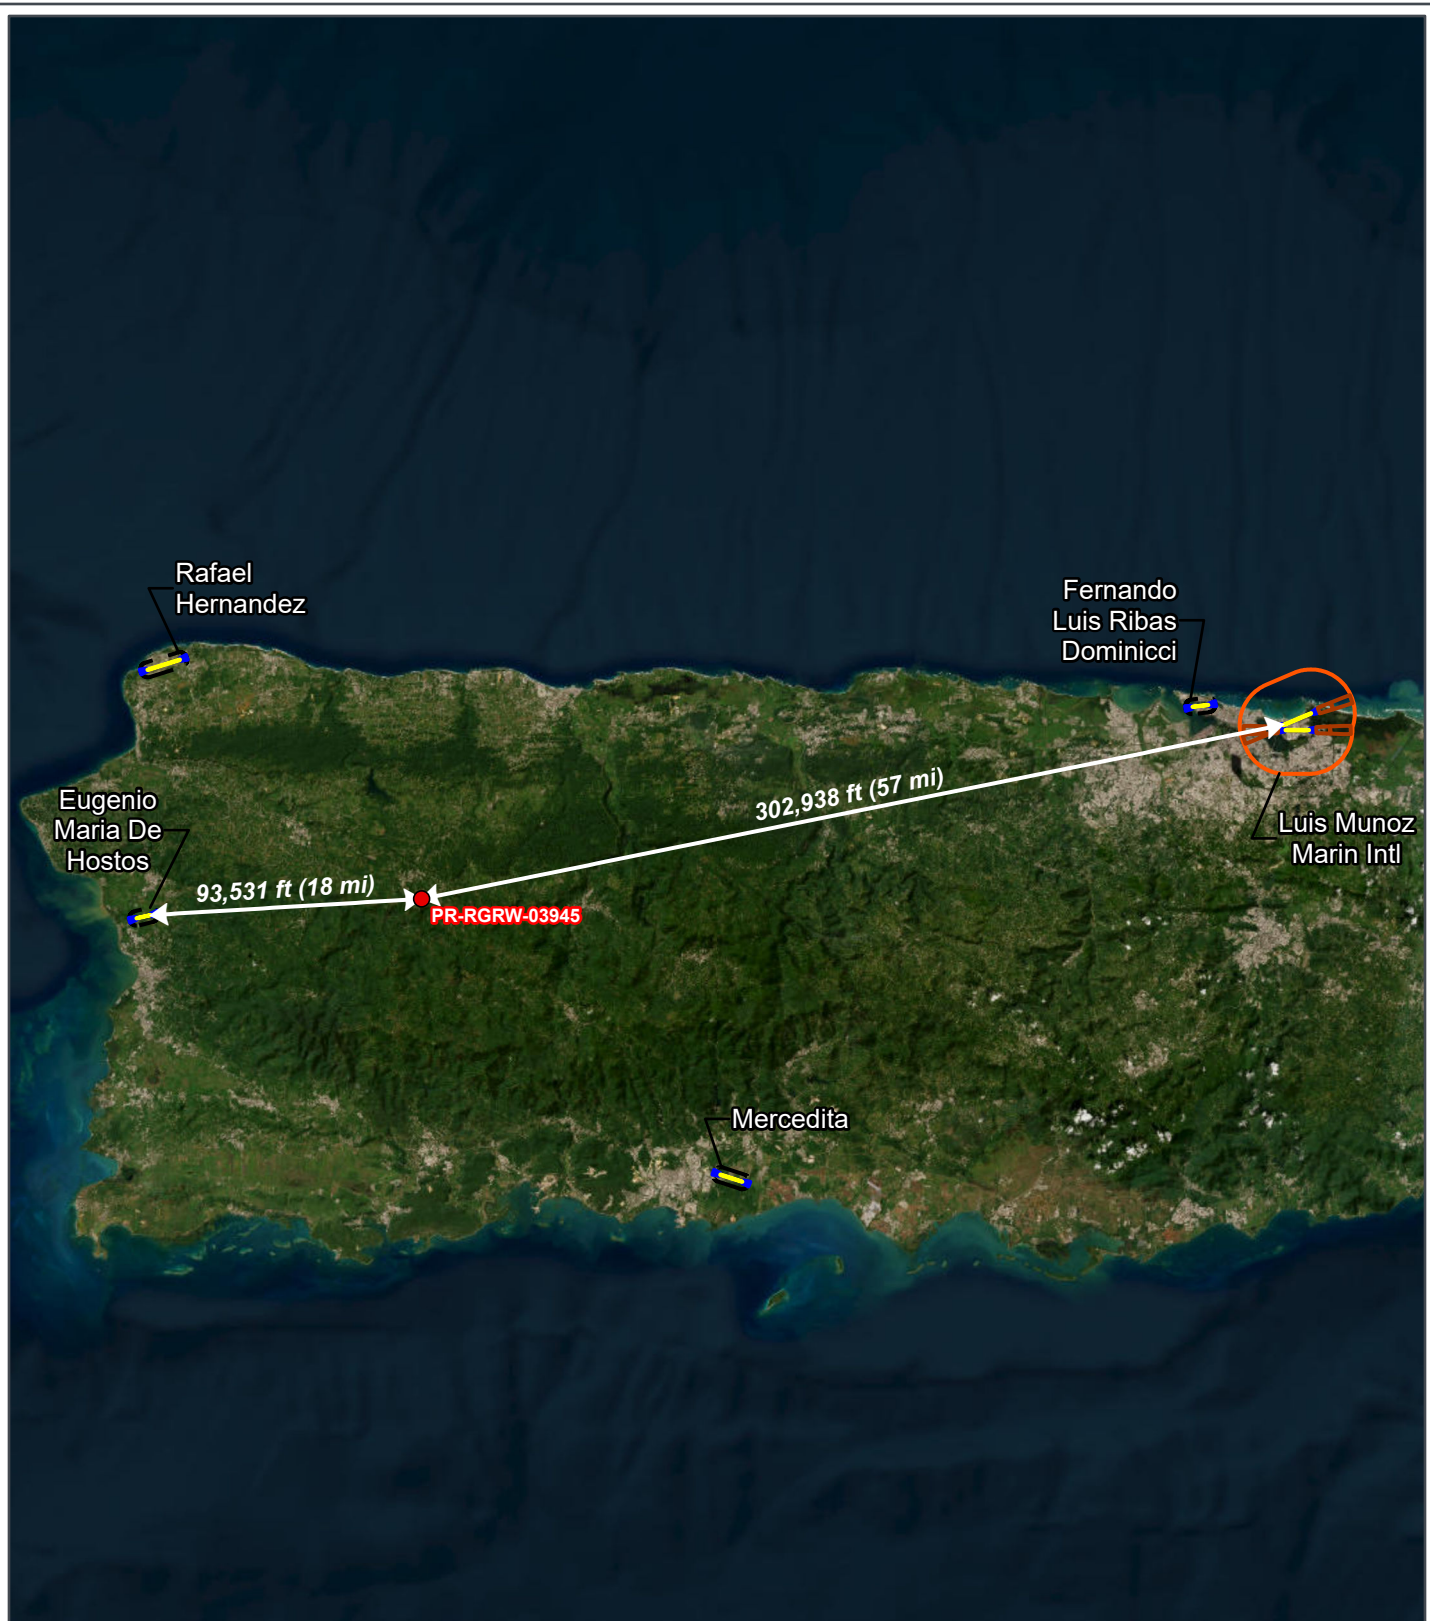 Rafael
Hernandez
Fernando
Luis Ribas
Dominicci
302,938 ft (57 mi)
Eugenio
Maria De
Hostos
Luis Munoz
Marin Intl
93,531 ft (18 mi)
PR-RGRW-03945
Mercedita